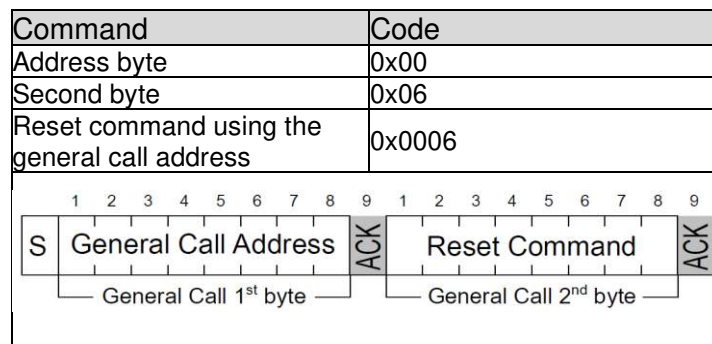 Command Code
Address byte 0x00
Second byte 0x06
Reset command using the
general call address 0x0006
1 2 3 4 5 6 7 8 9 1 2 3 4 5 6 7 8 9
S General Call Address ACK Reset Command ACK
General Call 1st byte General Call 2nd byte